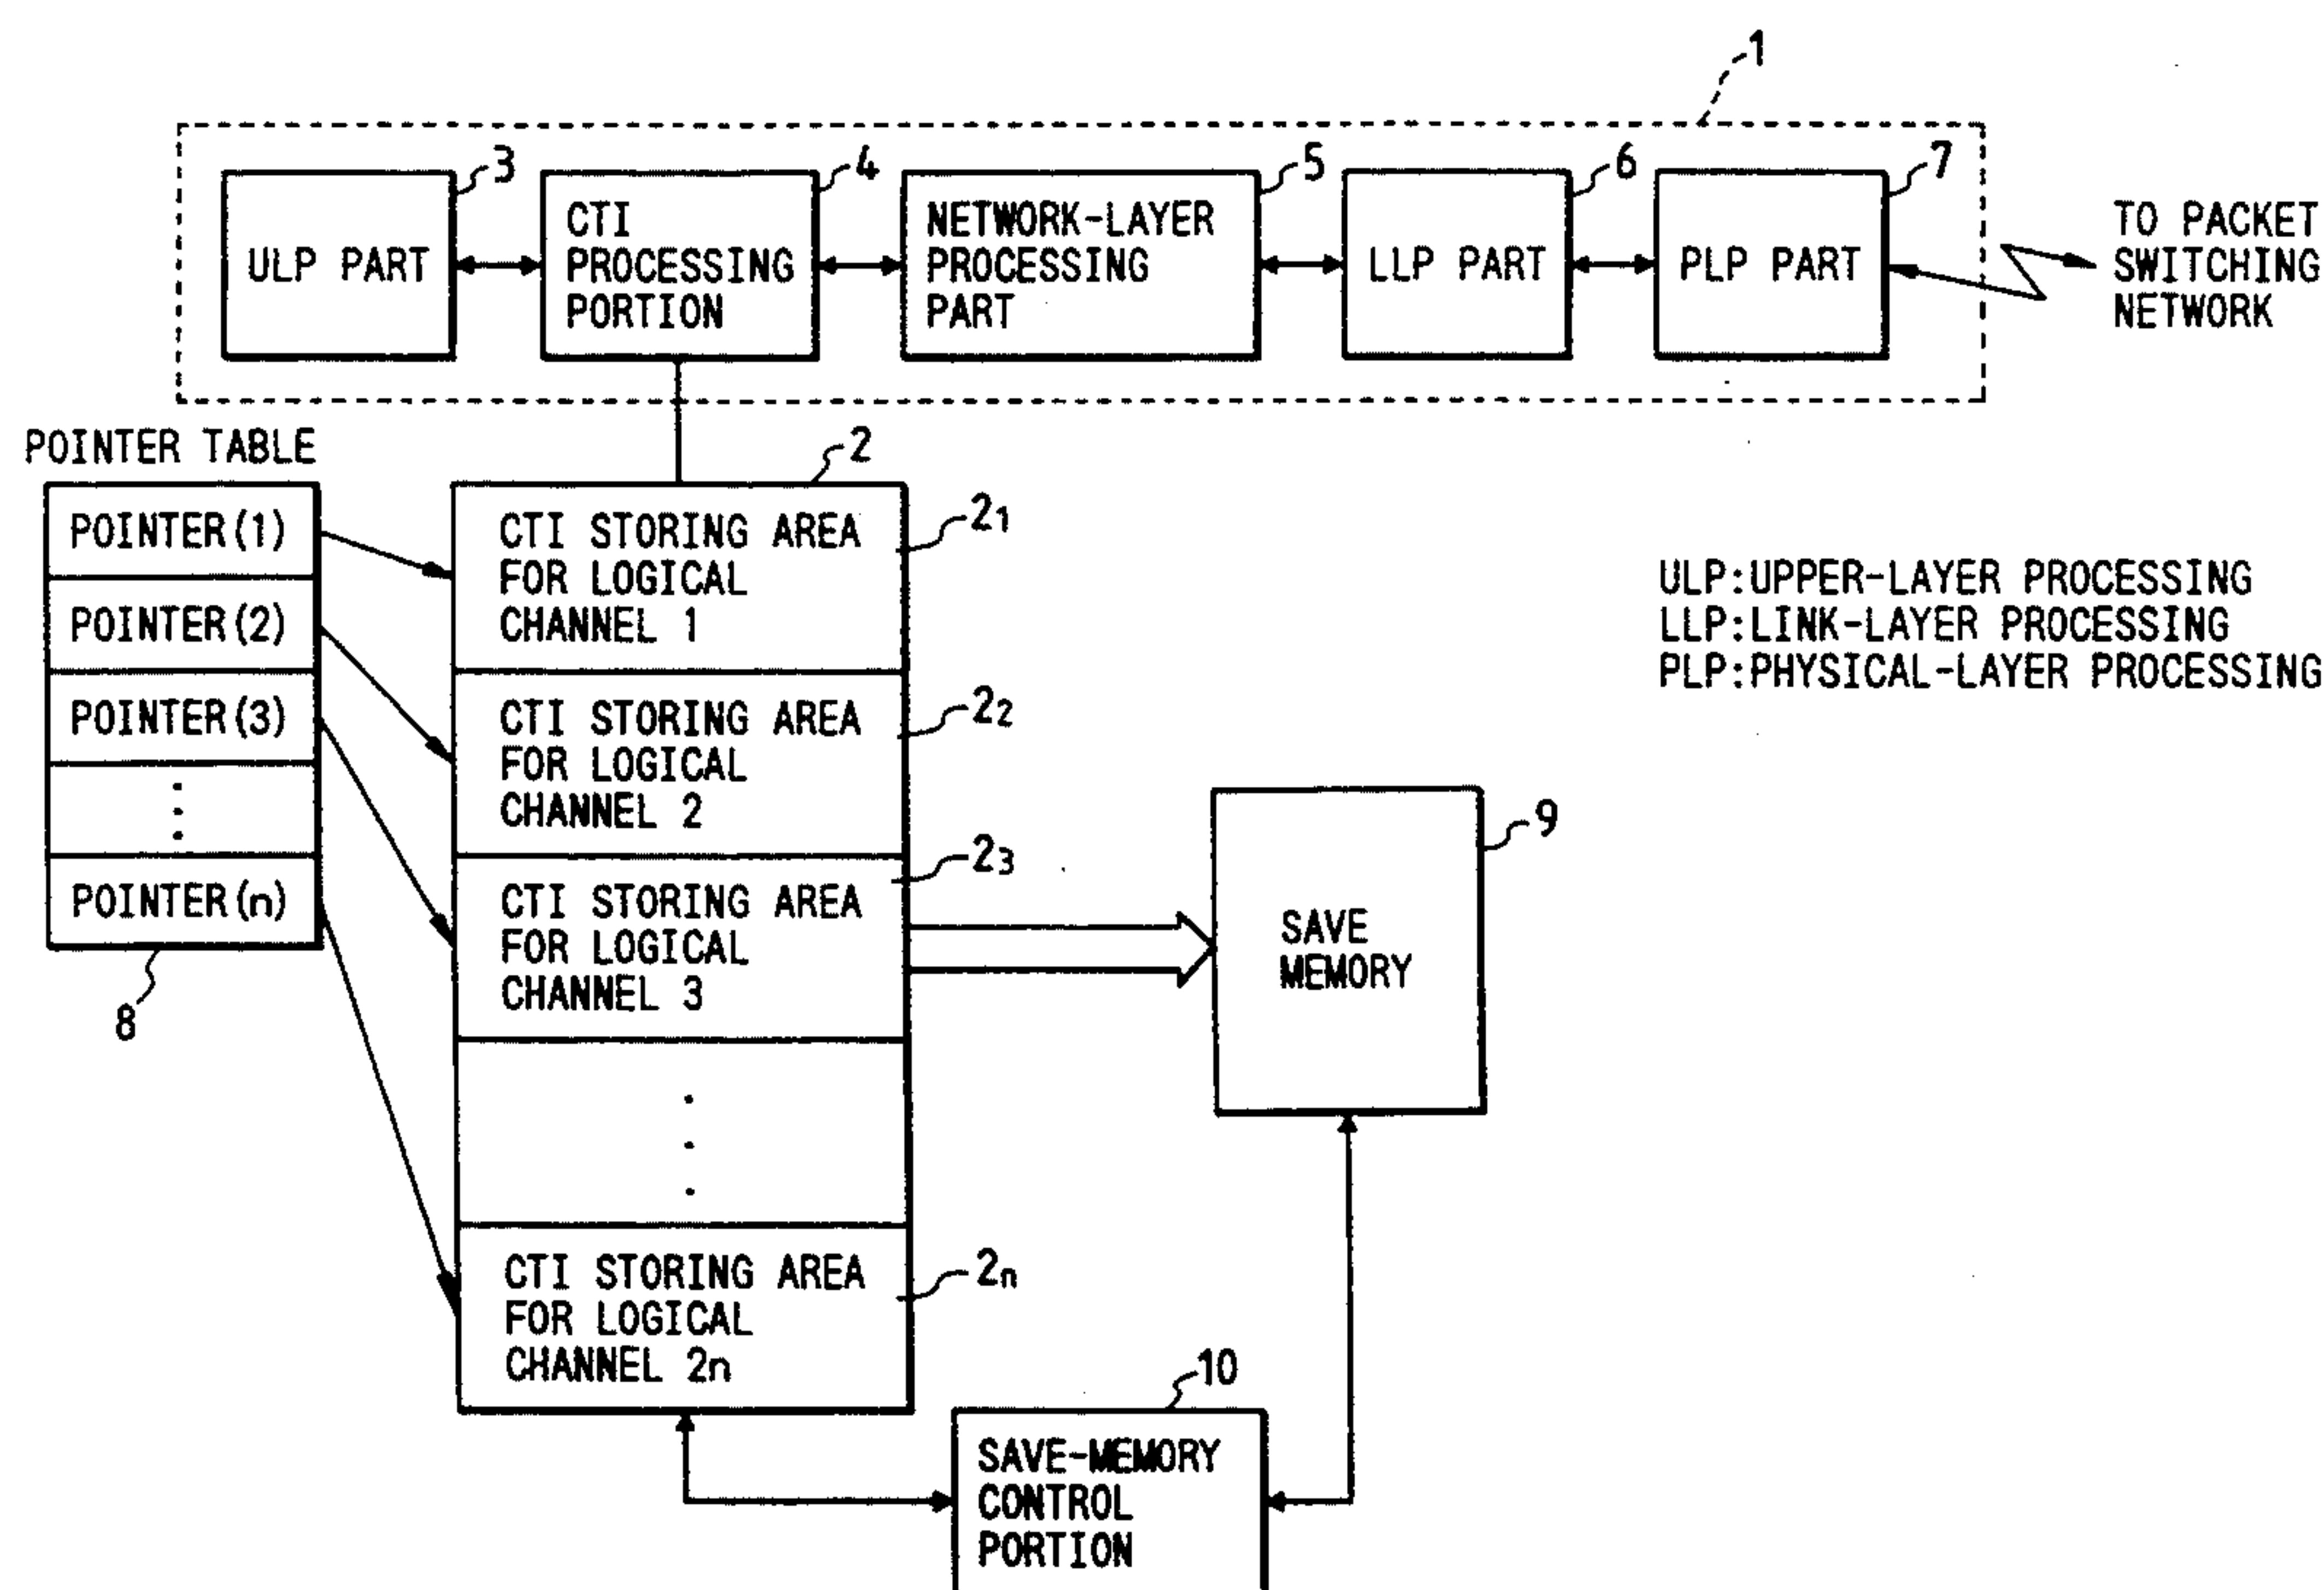 1
3
4
5
6
7
ULP PART
CTI
PROCESSING
PORTION
NETWORK-LAYER
PROCESSING
PART
LLP PART
PLP PART
TO PACKET
SWITCHING
NETWORK
POINTER TABLE
POINTER(1)
POINTER(2)
POINTER(3)
POINTER(n)
8
2
CTI STORING AREA
FOR LOGICAL
CHANNEL 1
21
CTI STORING AREA
FOR LOGICAL
CHANNEL 2
22
CTI STORING AREA
FOR LOGICAL
CHANNEL 3
23
CTI STORING AREA
FOR LOGICAL
CHANNEL 2n
2n
ULP:UPPER-LAYER PROCESSING
LLP:LINK-LAYER PROCESSING
PLP:PHYSICAL-LAYER PROCESSING
SAVE
MEMORY
9
10
SAVE-MEMORY
CONTROL
PORTION